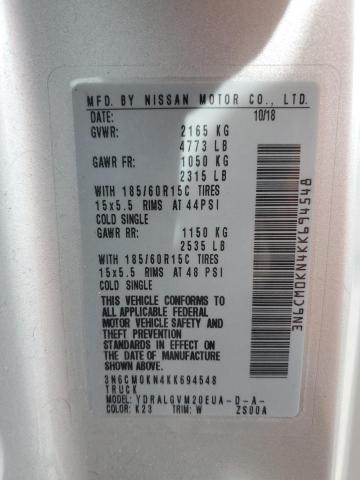 MFD. BY NISSAN MOTOR CO., LTD.
DATE: 10/18
GVWR: 2165 KG
4773 LB
GAWR FR: 1050 KG
2315 LB
WITH 185/60R15C TIRES
15x5.5 RIMS AT 44PSI
COLD SINGLE
GAWR RR: 1150 KG
2535 LB
WITH 185/60R15C TIRES
15x5.5 RIMS AT 48 PSI
COLD SINGLE
THIS VEHICLE CONFORMS TO
ALL APPLICABLE FEDERAL
MOTOR VEHICLE SAFETY
AND THEFT PREVENTION
STANDARDS IN EFFECT ON
THE DATE OF MANUFACTURE
SHOWN ABOVE
3N6CM0KN4KK694548
TRUCK
MODEL: YDRALGVM20EUA-D-A-
COLOR: K23 TRIM: W ZS00A
3N6CM0KN4KK694548